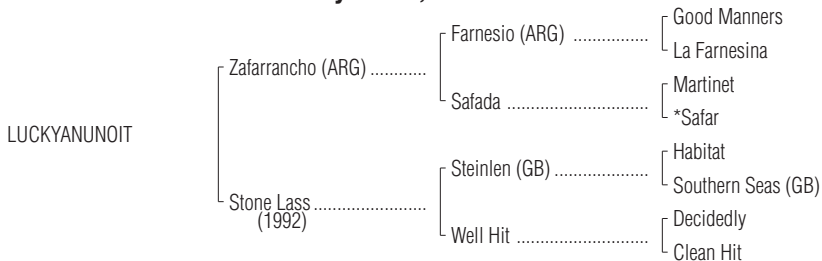 Good Manners
Farnesio (ARG) ................
La Farnesina
Zafarrancho (ARG) ............
Martinet
Safada ..............................
*Safar
LUCKYANUNOIT
Habitat
Steinlen (GB) ....................
Southern Seas (GB)
Stone Lass ........................
(1992)
Decidedly
Well Hit ............................
Clean Hit